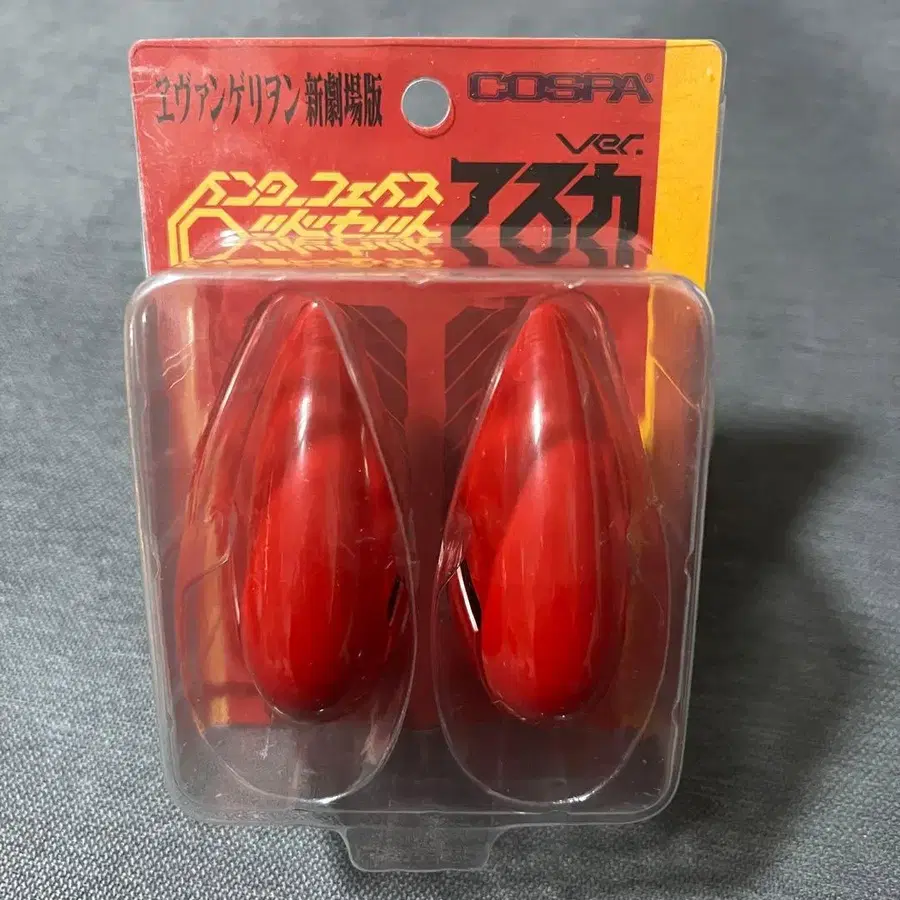 ヱヴァンゲリヲン 新劇場版
COSPA®
ver.
インターフェイス
ヘッドセット
アスカ